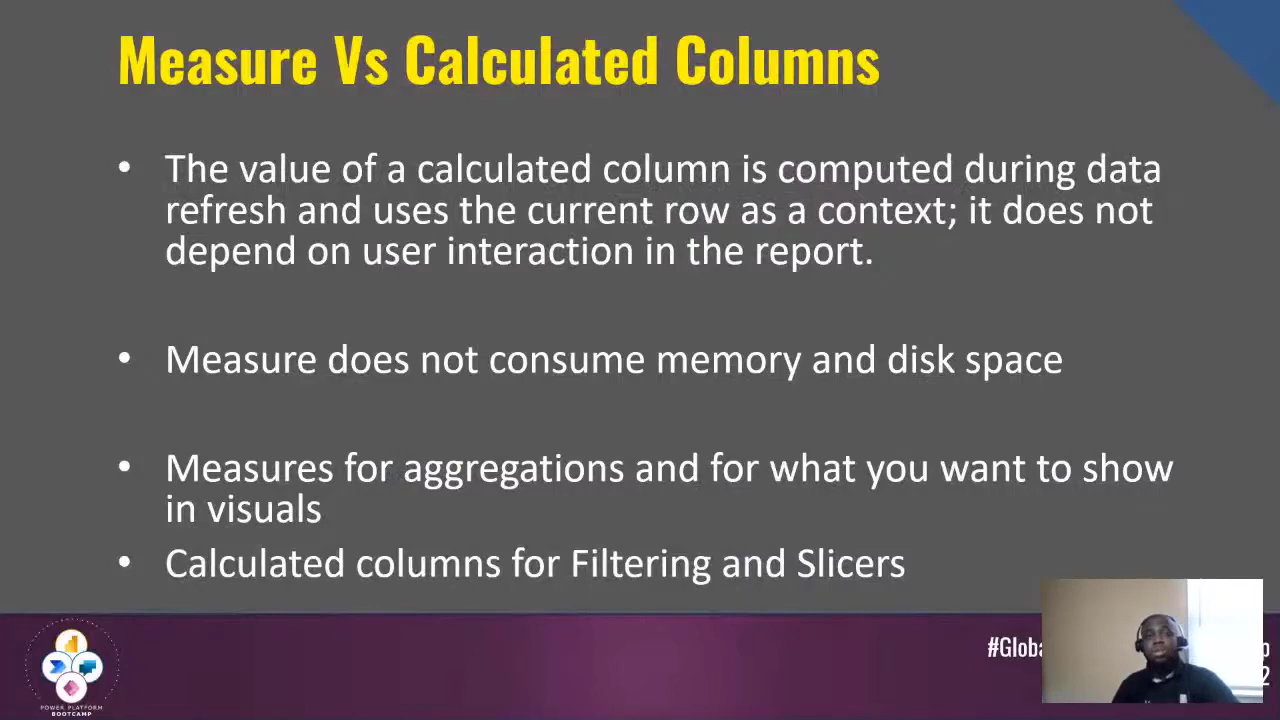 Measure Vs Calculated Columns
• The value of a calculated column is computed during data
refresh and uses the current row as a context; it does not
depend on user interaction in the report.
• Measure does not consume memory and disk space
• Measures for aggregations and for what you want to show
in visuals
• Calculated columns for Filtering and Slicers
#Globa
p
2
POWER PLATFORM
BOOTCAMP